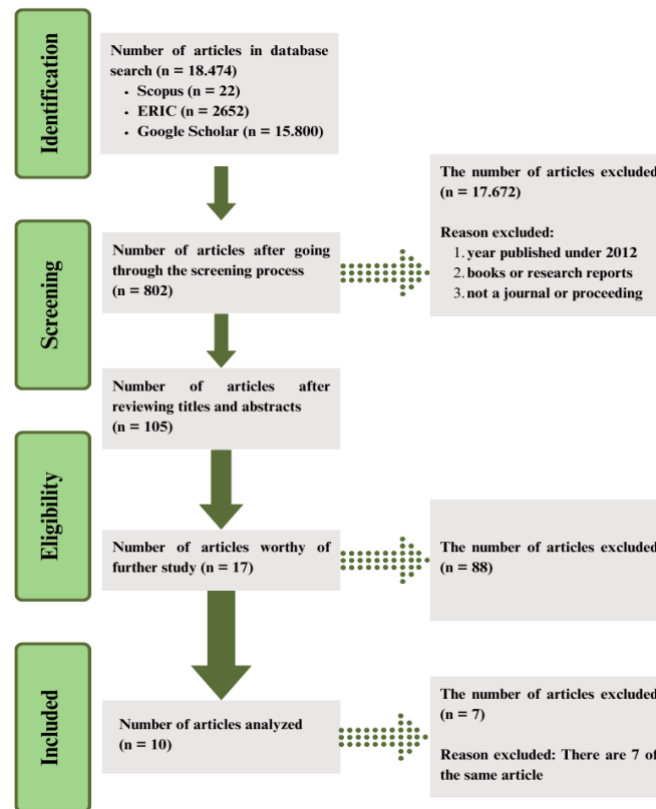 Identification
Number of articles in database
search (n = 18.474)
• Scopus (n = 22)
• ERIC (n = 2652)
• Google Scholar (n = 15.800)
The number of articles excluded
(n = 17.672)
Reason excluded:
1. year published under 2012
2. books or research reports
3. not a journal or proceeding
Screening
Number of articles after going
through the screening process
(n = 802)
Number of articles after
reviewing titles and abstracts
(n = 105)
Eligibility
Number of articles worthy of
further study (n = 17)
The number of articles excluded
(n = 88)
Included
Number of articles analyzed
(n = 10)
The number of articles excluded
(n = 7)
Reason excluded: There are 7 of
the same article